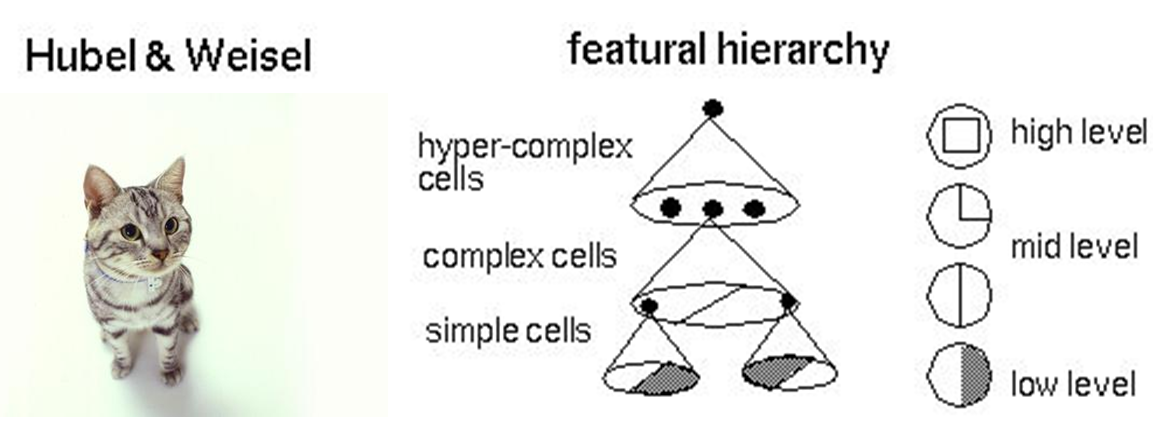 Hubel & Weisel
featural hierarchy
hyper-complex
cells
complex cells
simple cells
high level
mid level
low level